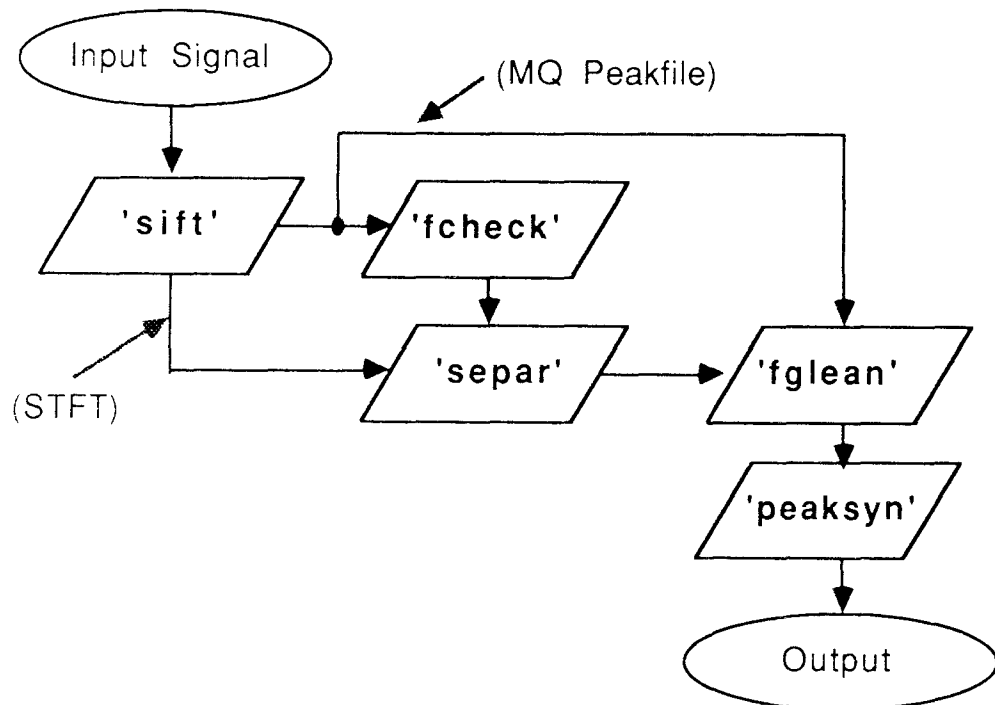 Input Signal
(MQ Peakfile)
'sift'
'fcheck'
'separ'
'fglean'
(STFT)
'peaksyn'
Output